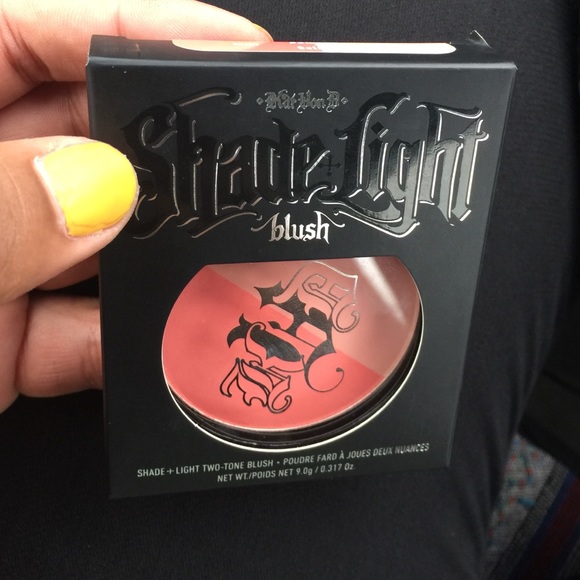 ·Kat Von D·
Shade+Light
blush
SHADE+LIGHT TWO-TONE BLUSH • POUDRE FARD À JOUES DEUX NUANCES
NET WT./POIDS NET 9.0g / 0.317 Oz